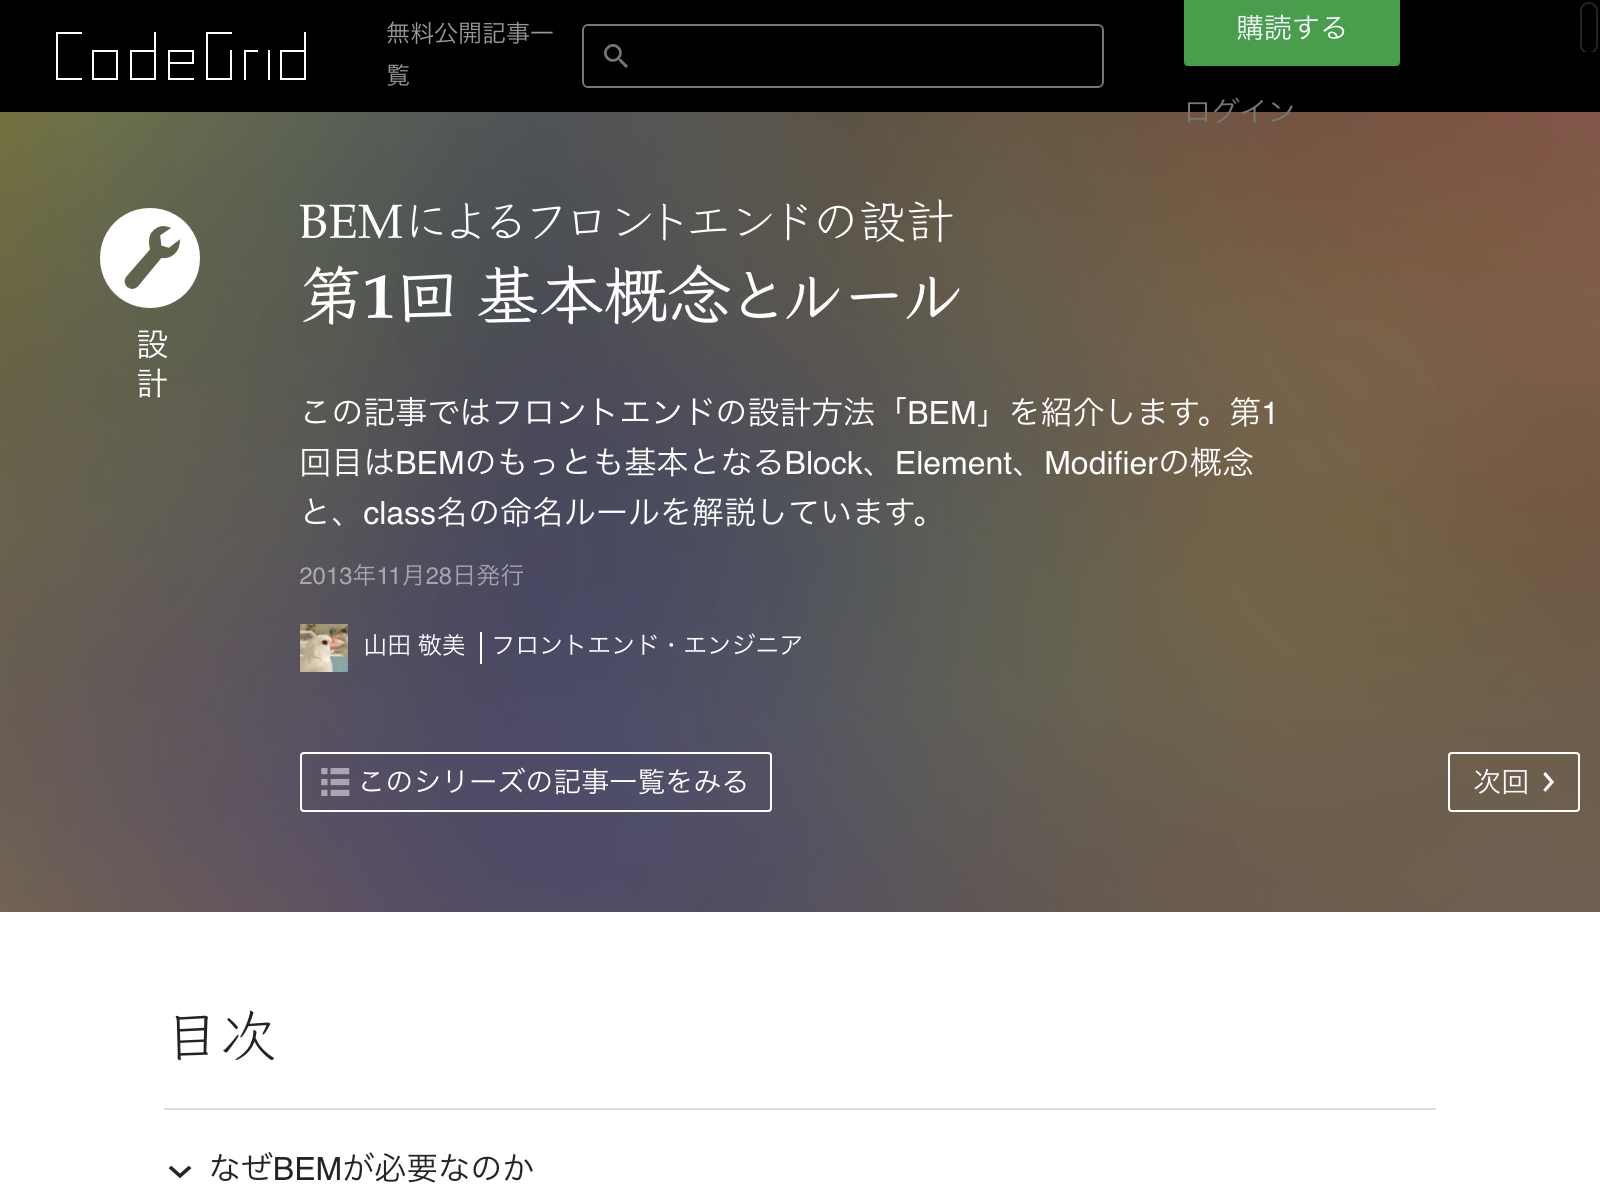 CodeGrid
無料公開記事一
覧
購読する
ログイン
設
計
BEMによるフロントエンドの設計
第1回 基本概念とルール
この記事ではフロントエンドの設計方法「BEM」を紹介します。第1
回目はBEMのもっとも基本となるBlock、Element、Modifierの概念
と、class名の命名ルールを解説しています。
2013年11月28日発行
山田 敬美 | フロントエンド・エンジニア
このシリーズの記事一覧をみる
次回
目次
なぜBEMが必要なのか